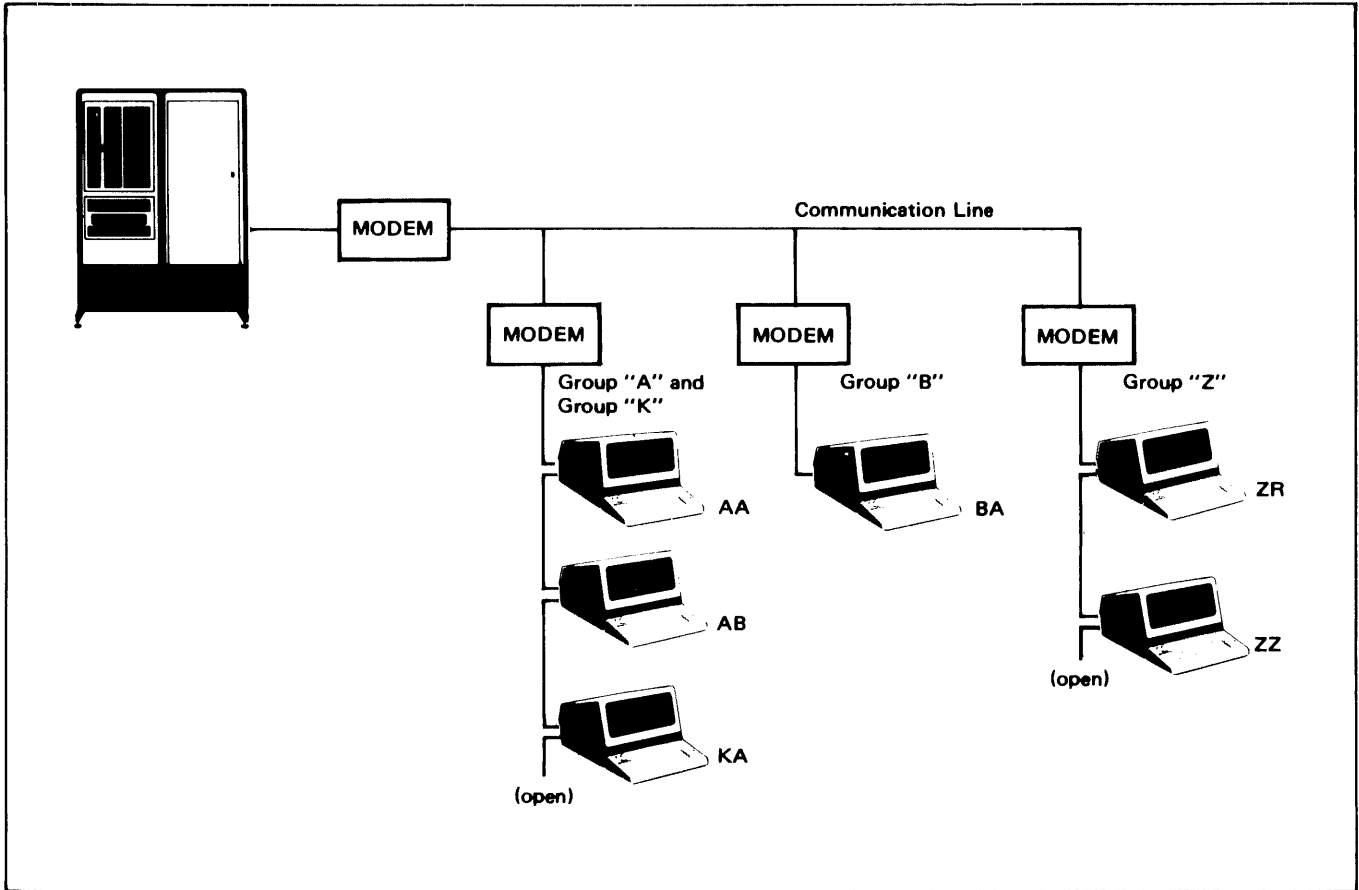 Communication Line
MODEM
MODEM
MODEM
MODEM
Group "A" and
Group "K"
Group "B"
Group "Z"
AA
BA
ZR
AB
ZZ
(open)
KA
(open)